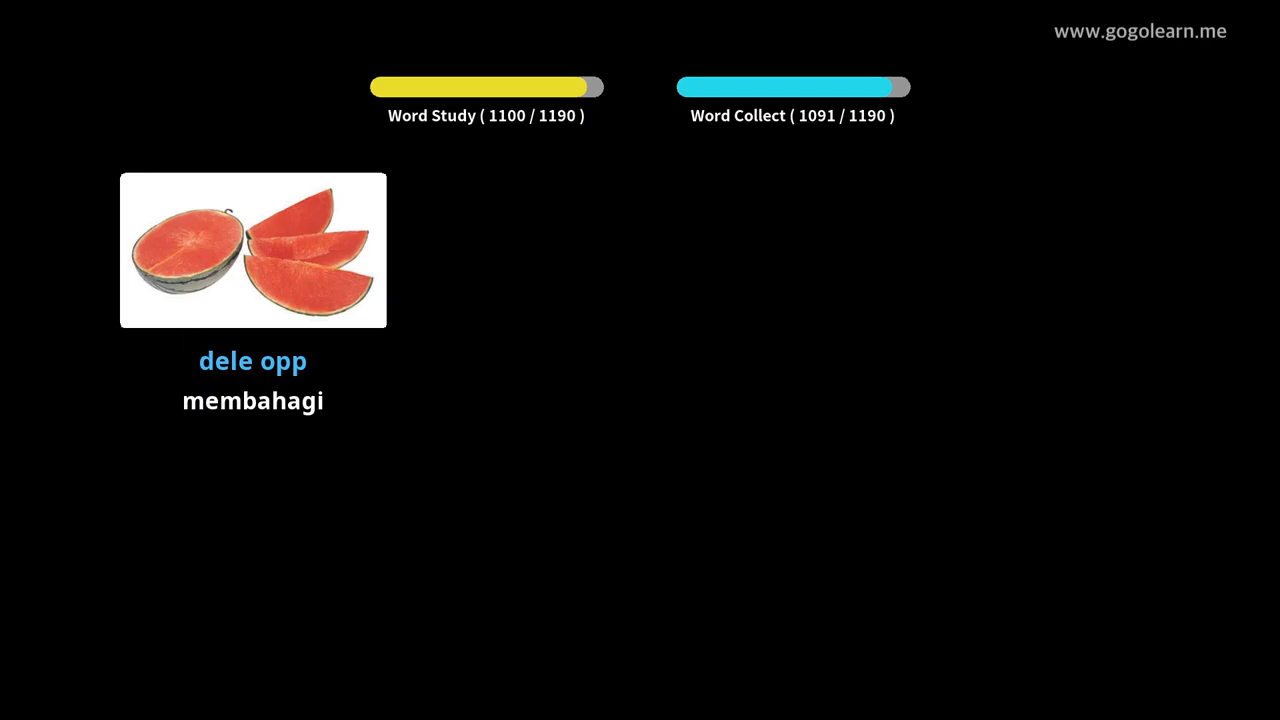 www.gogolearn.me
Word Study ( 1100 / 1190 )
Word Collect ( 1091 / 1190 )
dele opp
membahagi